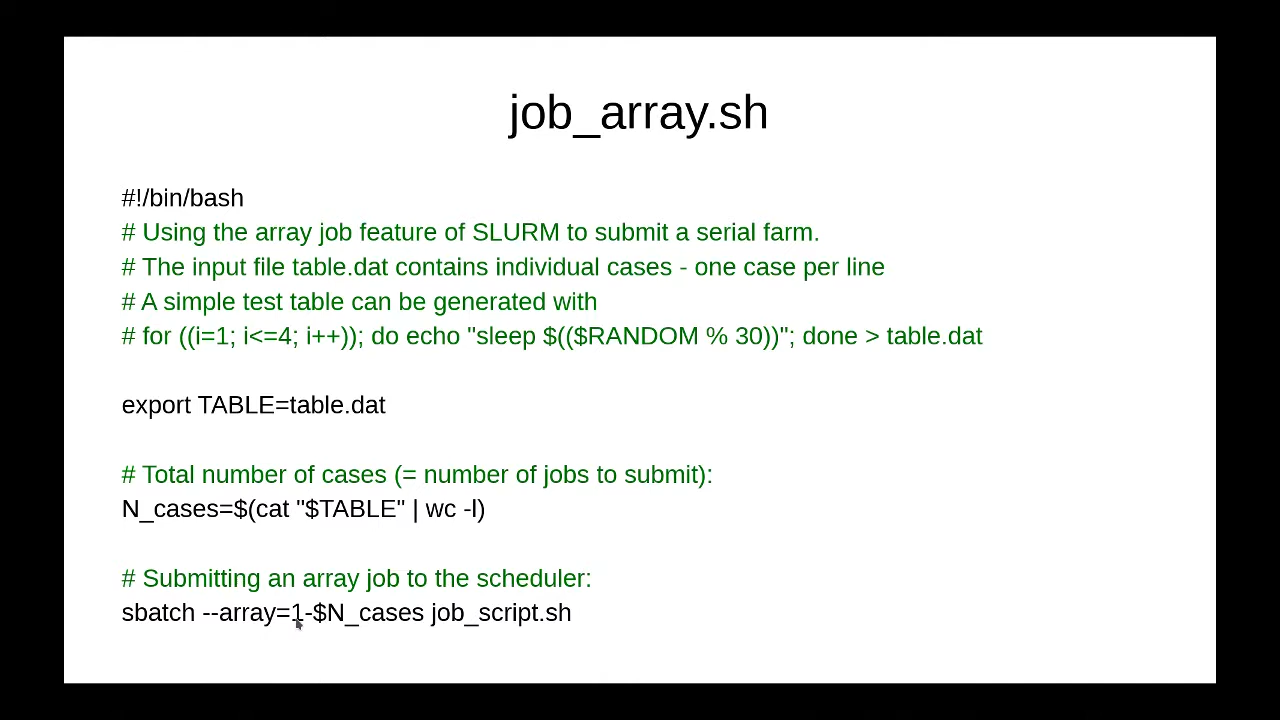 job_array.sh
#!/bin/bash
# Using the array job feature of SLURM to submit a serial farm.
# The input file table.dat contains individual cases - one case per line
# A simple test table can be generated with
# for ((i=1; i<=4; i++)); do echo "sleep $(($RANDOM % 30))"; done > table.dat
export TABLE=table.dat
# Total number of cases (= number of jobs to submit):
N_cases=$(cat "$TABLE" | wc -l)
# Submitting an array job to the scheduler:
sbatch --array=1-$N_cases job_script.sh